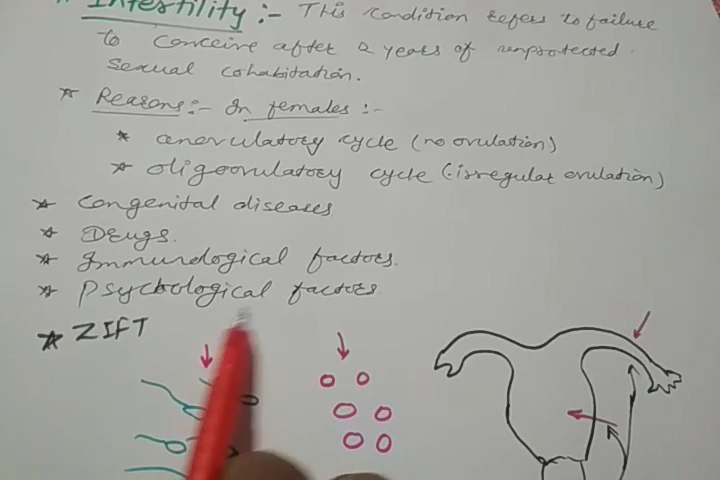 * Infertility :- This condition refers to failure
to conceive after 2 years of unprotected
sexual cohabitation.
* Reasons:- In females :-
* anovulatory cycle (no ovulation)
* oligoovulatory cycle (irregular ovulation)
* Congenital diseases
* Drugs.
* Immunological factors.
* Psychological factors
* ZIFT